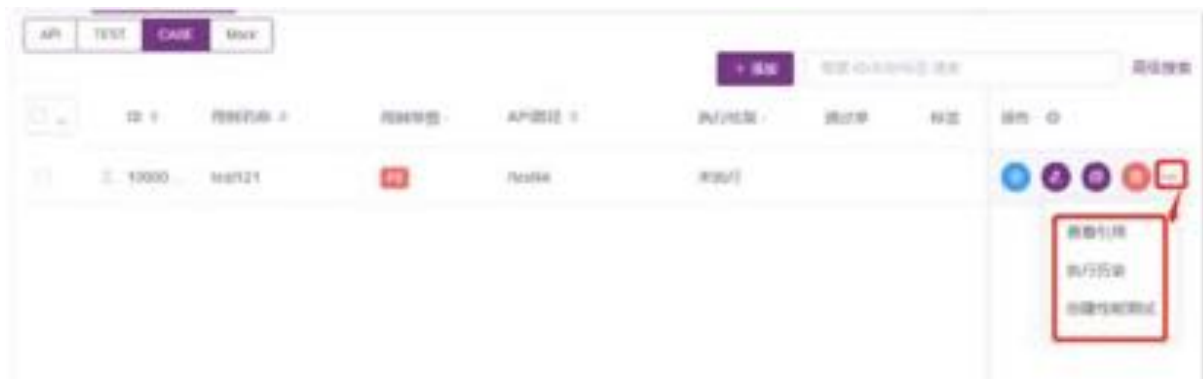 API TEST CASE Mock
+ 添加 高级搜索
ID 用例名称 用例等级 API路径 执行结果 通过率 标签 操作
10000... test121 P0 未执行
查看引用
执行历史
创建性能测试